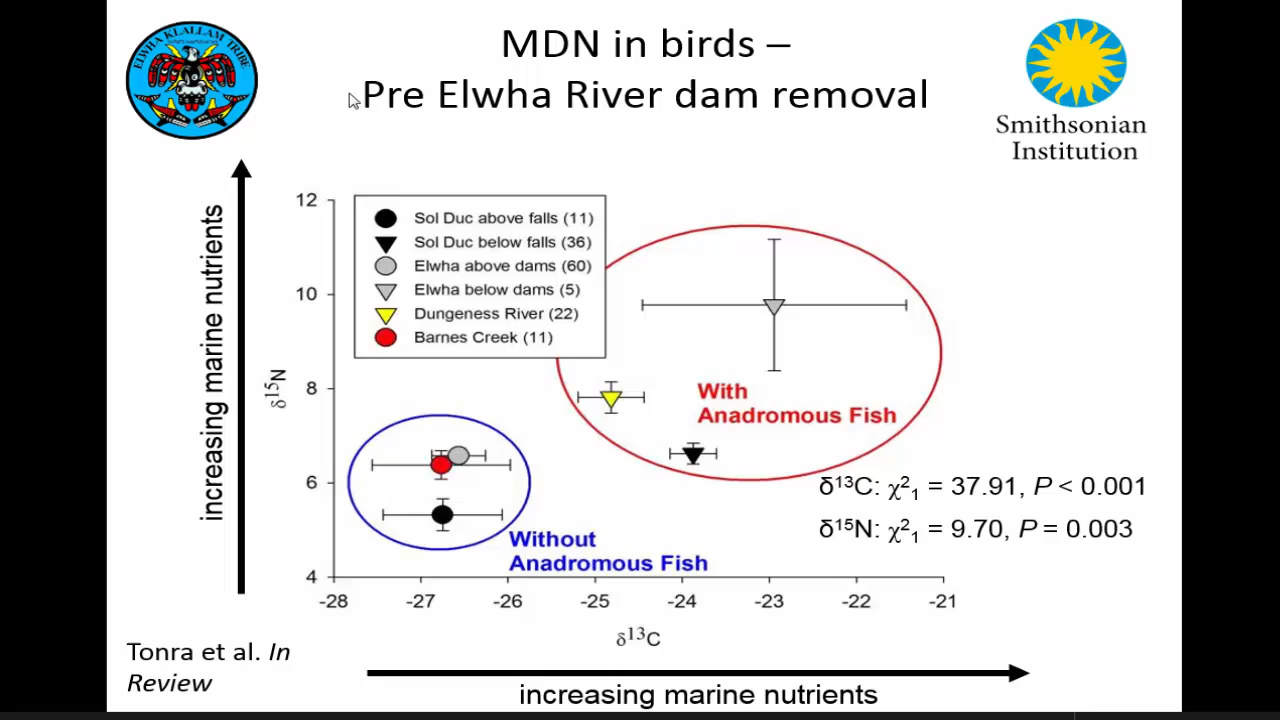 MDN in birds –
Pre Elwha River dam removal
ELWHA KLALLAM TRIBE
Smithsonian
Institution
increasing marine nutrients
12
10
8
6
4
δ15N
Sol Duc above falls (11)
Sol Duc below falls (36)
Elwha above dams (60)
Elwha below dams (5)
Dungeness River (22)
Barnes Creek (11)
With
Anadromous Fish
Without
Anadromous Fish
δ¹³C: χ²₁ = 37.91, P < 0.001
δ¹⁵N: χ²₁ = 9.70, P = 0.003
-28 -27 -26 -25 -24 -23 -22 -21
δ13C
Tonra et al. In
Review
increasing marine nutrients